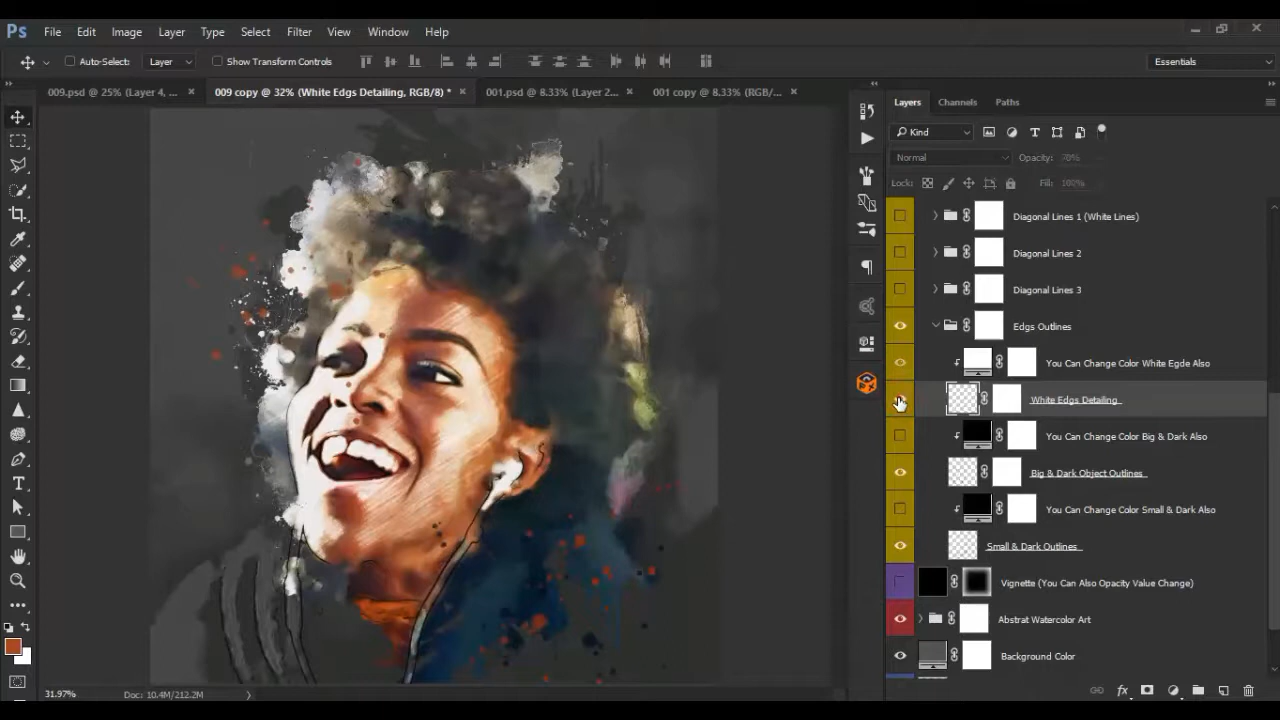 Ps File Edit Image Layer Type Select Filter View Window Help
Auto-Select: Layer Show Transform Controls Essentials
009.psd @ 25% (Layer 4, ... × 009 copy @ 32% (White Edgs Detailing, RGB/8) * × 001.psd @ 8.33% (Layer 2... × 001 copy @ 8.33% (RGB/... ×
Layers Channels Paths
Kind
Normal Opacity: 70%
Lock: Fill: 100%
Diagonal Lines 1 (White Lines)
Diagonal Lines 2
Diagonal Lines 3
Edgs Outlines
You Can Change Color White Egde Also
White Edgs Detailing
You Can Change Color Big & Dark Also
Big & Dark Object Outlines
You Can Change Color Small & Dark Also
Small & Dark Outlines
Vignette (You Can Also Opacity Value Change)
Abstrat Watercolor Art
Background Color
31.97% Doc: 10.4M/212.2M